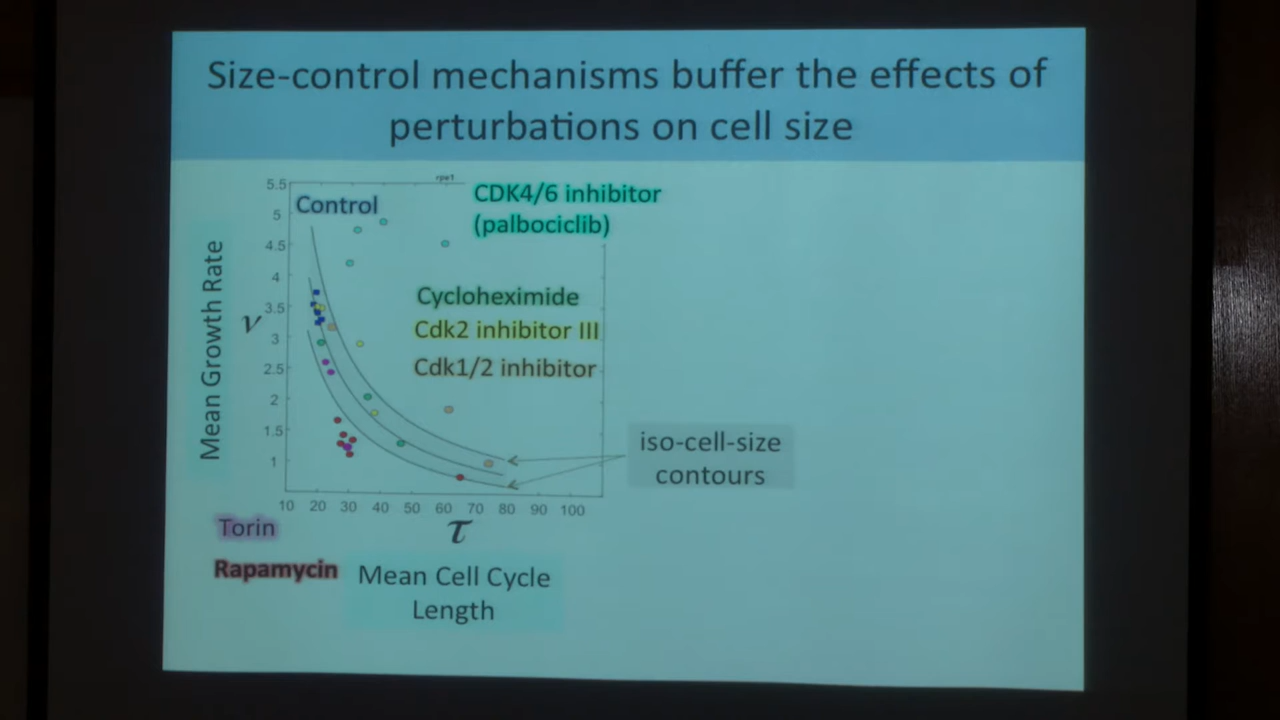 Size-control mechanisms buffer the effects of
perturbations on cell size
rpe1
Control
CDK4/6 inhibitor
(palbociclib)
Cycloheximide
Cdk2 inhibitor III
Cdk1/2 inhibitor
Mean Growth Rate
ν
5.5
5
4.5
4
3.5
3
2.5
2
1.5
1
10 20 30 40 50 60 70 80 90 100
τ
iso-cell-size
contours
Torin
Rapamycin
Mean Cell Cycle
Length